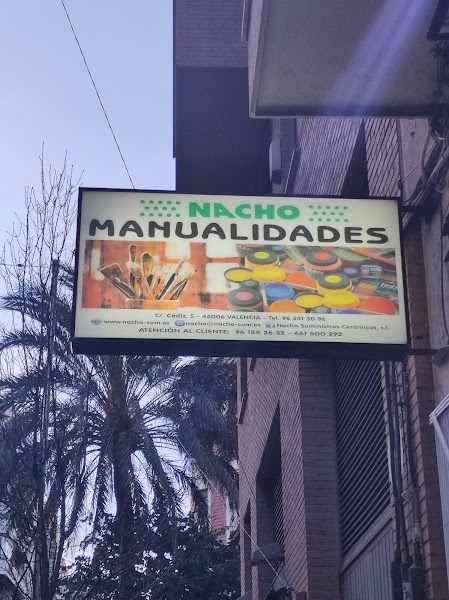 NACHO
MANUALIDADES
C/. Cádiz, 5 - 46006 VALENCIA - Tel. 96 341 50 96
www.nacho-sum.es nacho@nacho-sum.es Nacho Suministros Cerámicos, s.l.
ATENCIÓN AL CLIENTE: 96 154 26 32 - 661 500 292